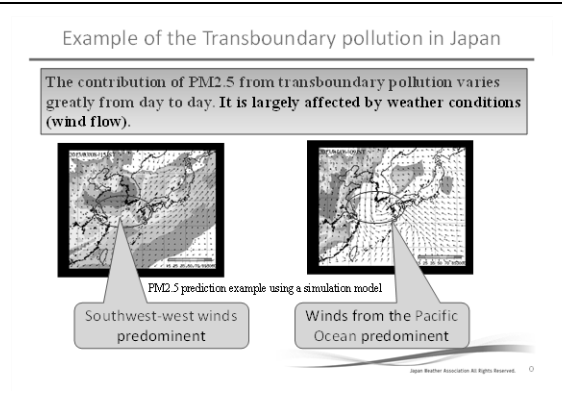 Example of the Transboundary pollution in Japan
The contribution of PM2.5 from transboundary pollution varies
greatly from day to day. It is largely affected by weather conditions
(wind flow).
PM2.5 prediction example using a simulation model
Southwest-west winds
predominent
Winds from the Pacific
Ocean predominent
Japan Weather Association All Rights Reserved.
0